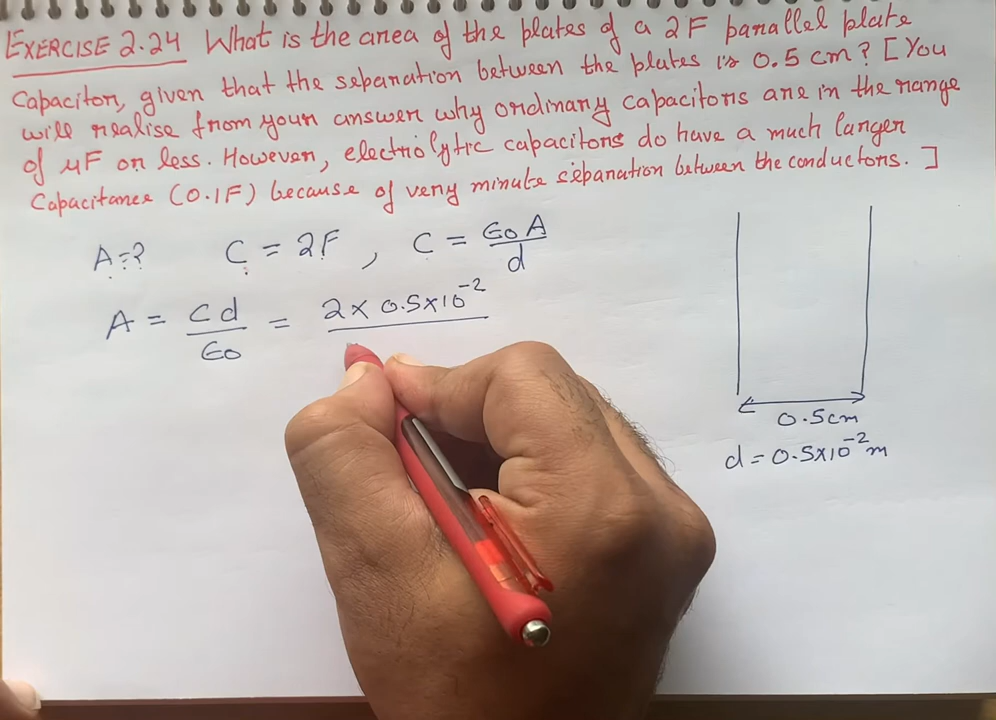 EXERCISE 2.24 What is the area of the plates of a 2F parallel plate
capacitor, given that the separation between the plates is 0.5 cm? [You
will realise from your answer why ordinary capacitors are in the range
of μF or less. However, electrolytic capacitors do have a much larger
Capacitance (0.1F) because of very minute separation between the conductors. ]
A=? C = 2F , C = ϵ0 A / d
A = Cd / ϵ0 = 2 × 0.5×10⁻²
0.5cm
d = 0.5×10⁻² m